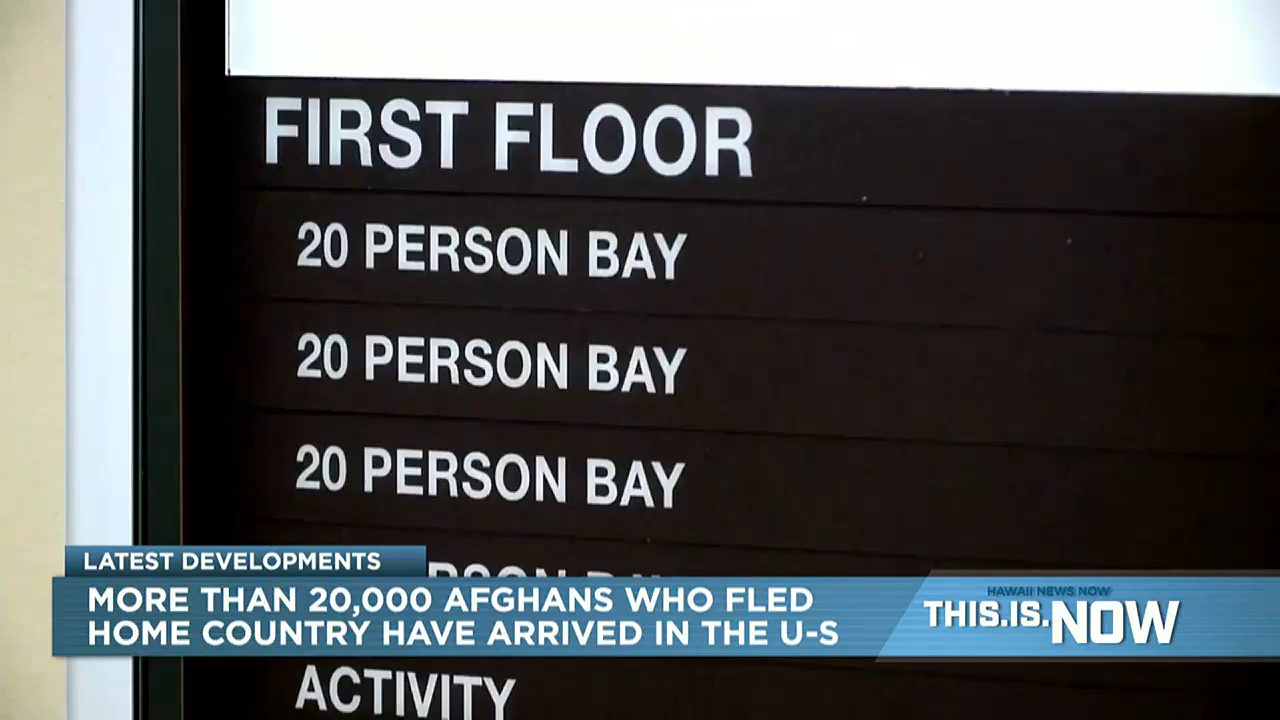 FIRST FLOOR
20 PERSON BAY
20 PERSON BAY
20 PERSON BAY
LATEST DEVELOPMENTS
MORE THAN 20,000 AFGHANS WHO FLED
HOME COUNTRY HAVE ARRIVED IN THE U-S
HAWAII NEWS NOW
THIS.IS.NOW
ACTIVITY